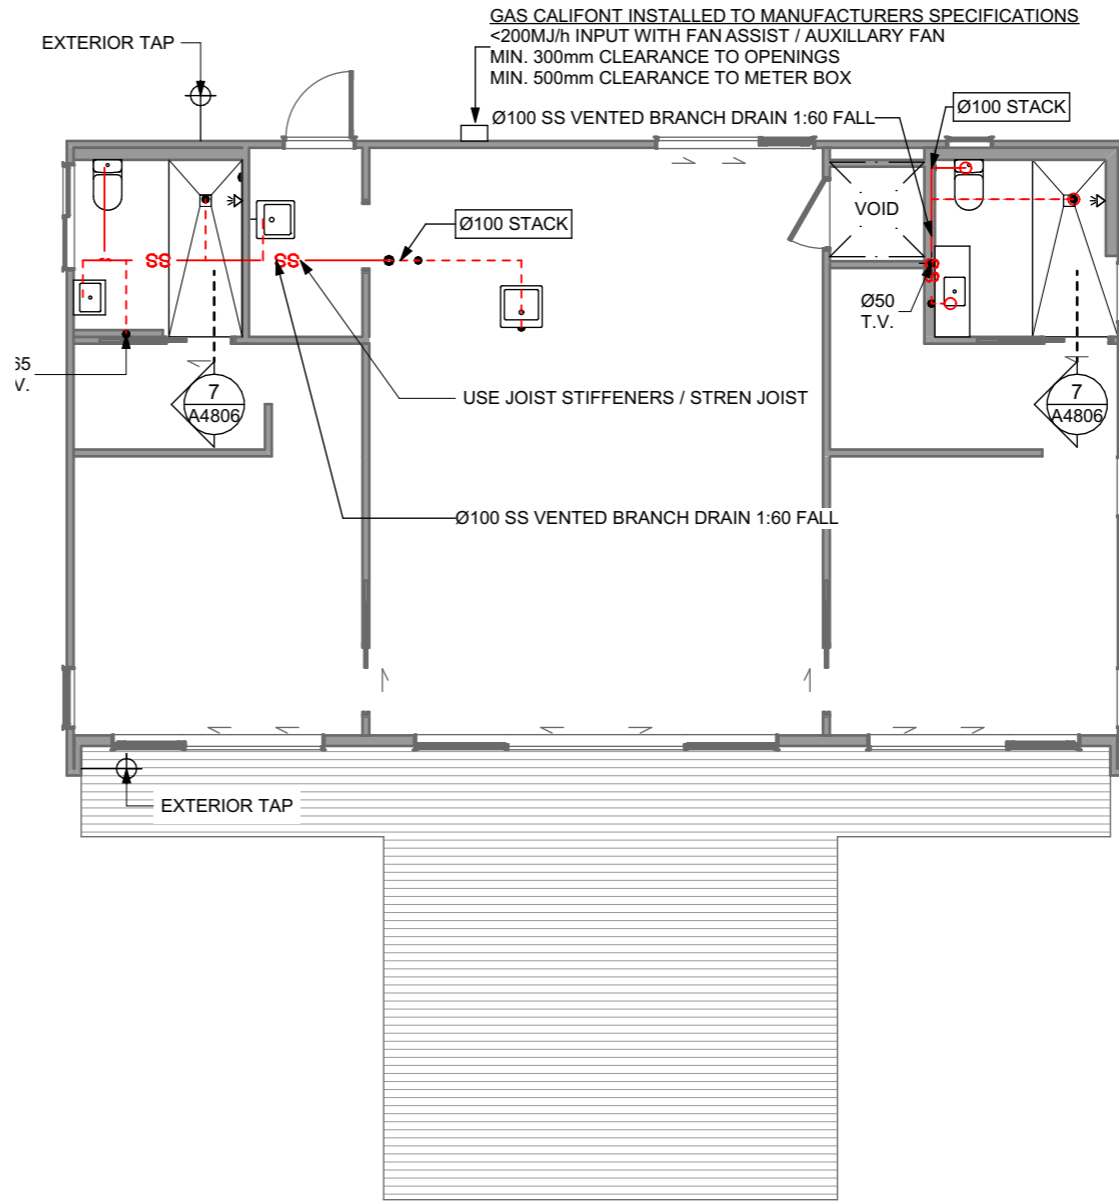 GAS CALIFONT INSTALLED TO MANUFACTURERS SPECIFICATIONS
<200MJ/h INPUT WITH FAN ASSIST / AUXILLARY FAN
MIN. 300mm CLEARANCE TO OPENINGS
MIN. 500mm CLEARANCE TO METER BOX
EXTERIOR TAP
Ø100 SS VENTED BRANCH DRAIN 1:60 FALL
Ø100 STACK
VOID
Ø100 STACK
SS
SS
SS
Ø50
T.V.
65
V.
7
A4806
USE JOIST STIFFENERS / STREN JOIST
7
A4806
Ø100 SS VENTED BRANCH DRAIN 1:60 FALL
EXTERIOR TAP